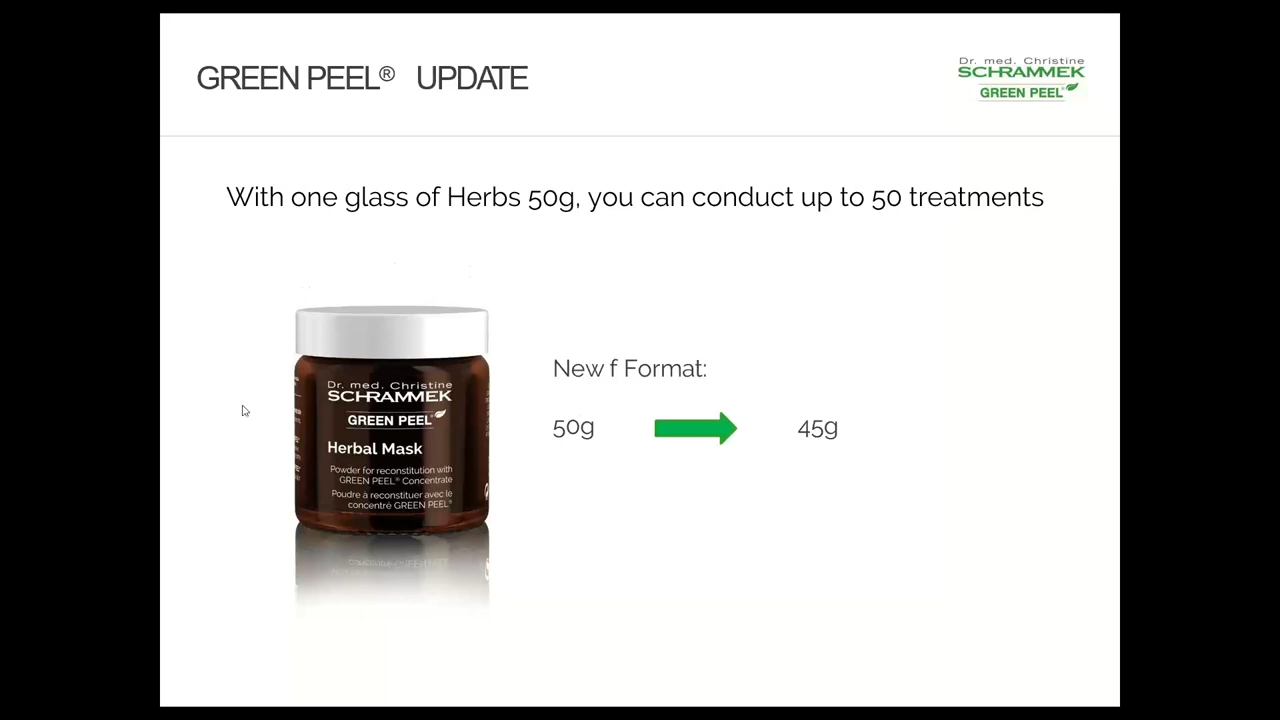 GREEN PEEL® UPDATE
Dr. med. Christine
SCHRAMMEK
GREEN PEEL®
With one glass of Herbs 50g, you can conduct up to 50 treatments
Dr. med. Christine
SCHRAMMEK
GREEN PEEL®
Herbal Mask
Powder for reconstitution with
GREEN PEEL® Concentrate
Poudre à reconstituer avec le
concentré GREEN PEEL®
New f Format:
50g
45g